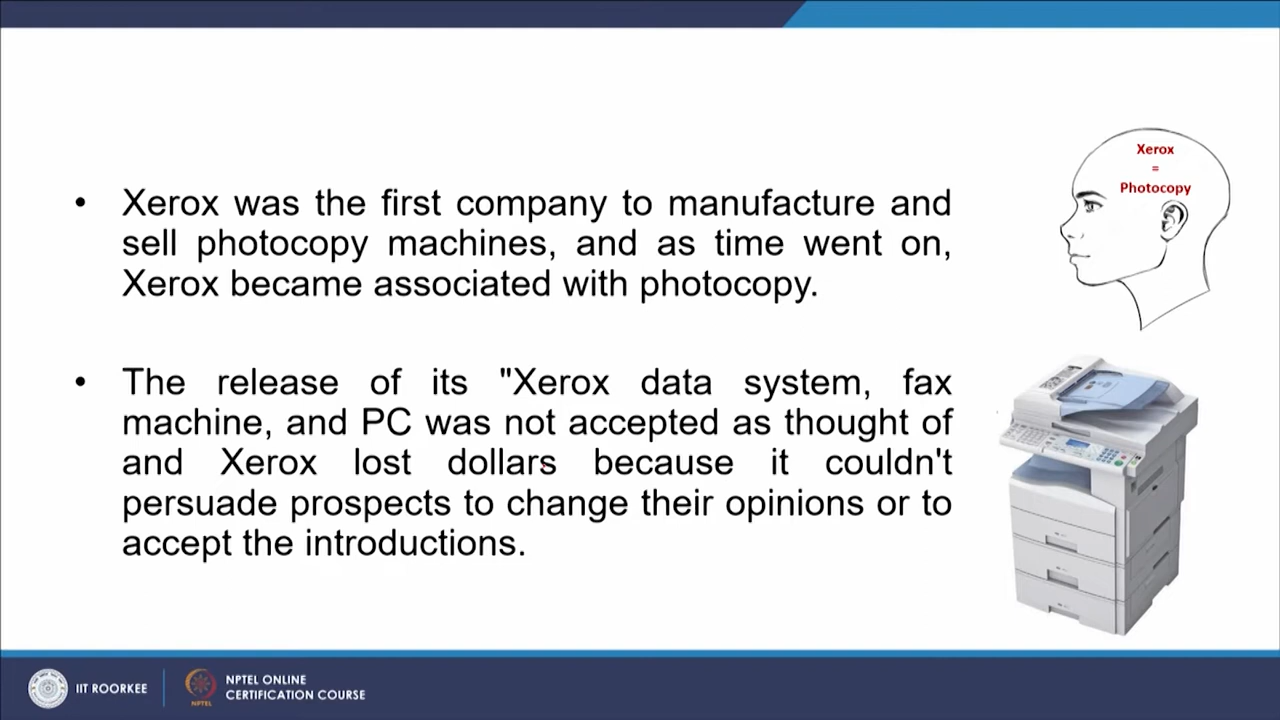 • Xerox was the first company to manufacture and
sell photocopy machines, and as time went on,
Xerox became associated with photocopy.
• The release of its "Xerox data system, fax
machine, and PC was not accepted as thought of
and Xerox lost dollars because it couldn't
persuade prospects to change their opinions or to
accept the introductions.
Xerox
=
Photocopy
IIT ROORKEE
NPTEL
NPTEL ONLINE
CERTIFICATION COURSE